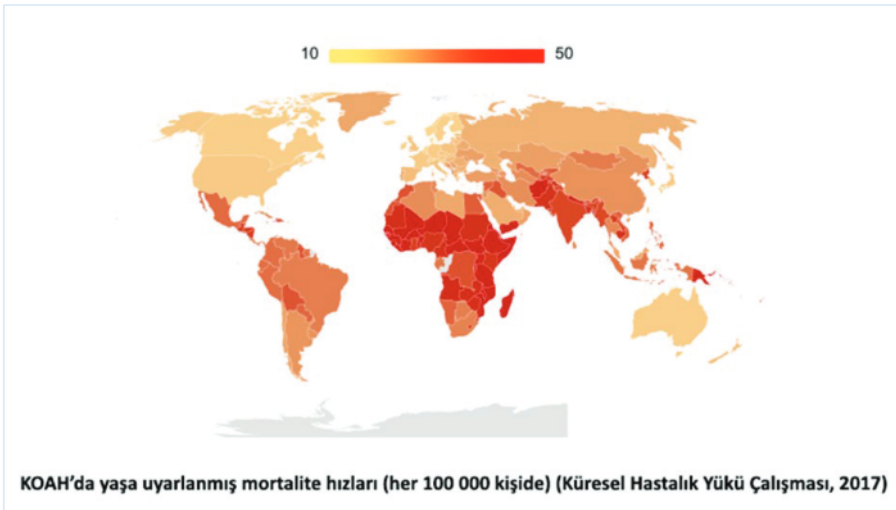 10 50
KOAH’da yaşa uyarlanmış mortalite hızları (her 100 000 kişide) (Küresel Hastalık Yükü Çalışması, 2017)